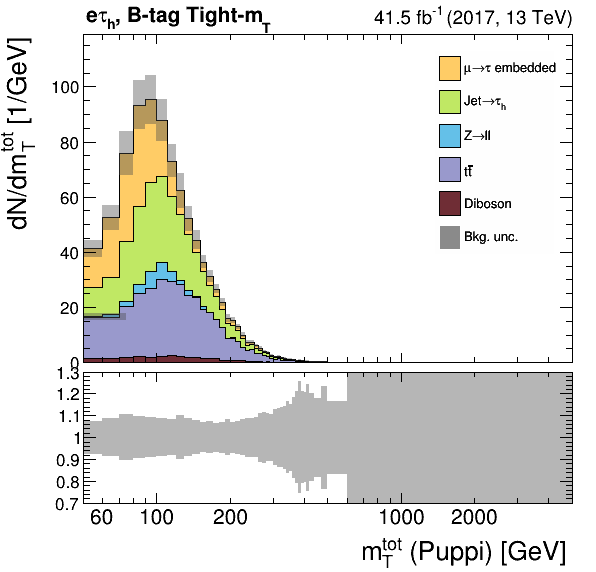 eτh, B-tag Tight-mT
41.5 fb⁻¹ (2017, 13 TeV)
dN/dmTtot [1/GeV]
100
80
60
40
20
0
μ→τ embedded
Jet→τh
Z→ll
tt̅
Diboson
Bkg. unc.
1.3
1.2
1.1
1
0.9
0.8
0.7
60 100 200 1000 2000
mTtot (Puppi) [GeV]